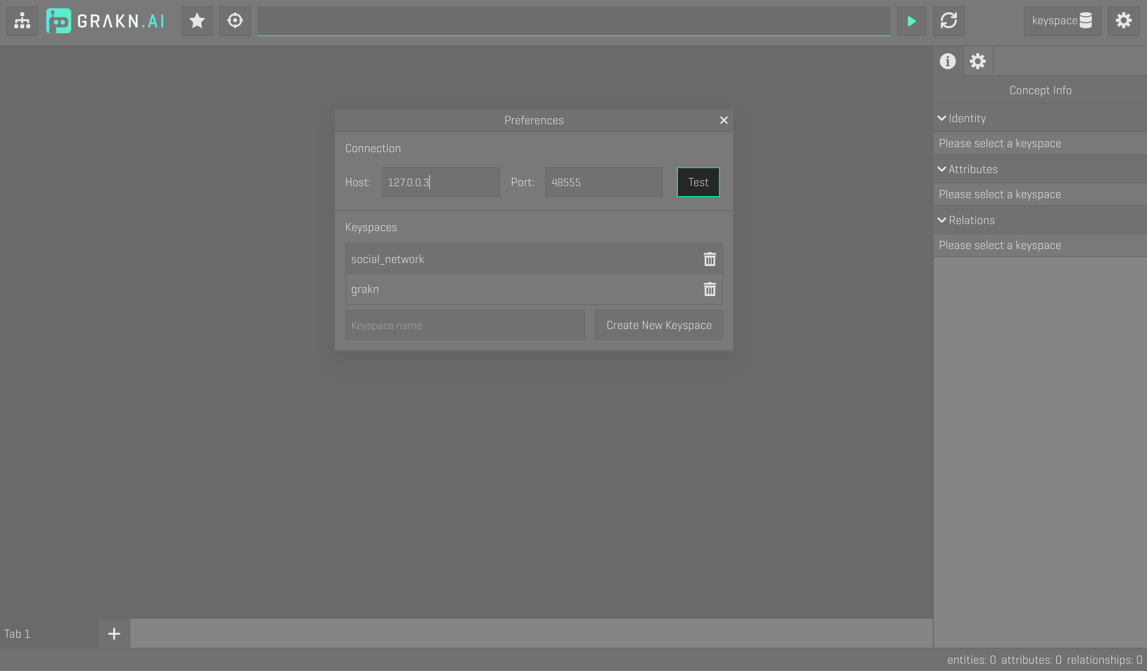 GRAKN.AI
keyspace
Concept Info
Identity
Please select a keyspace
Attributes
Please select a keyspace
Relations
Please select a keyspace
Preferences
Connection
Host: 127.0.0.3 Port: 48555 Test
Keyspaces
social_network
grakn
Keyspace name Create New Keyspace
Tab 1
entities: 0 attributes: 0 relationships: 0